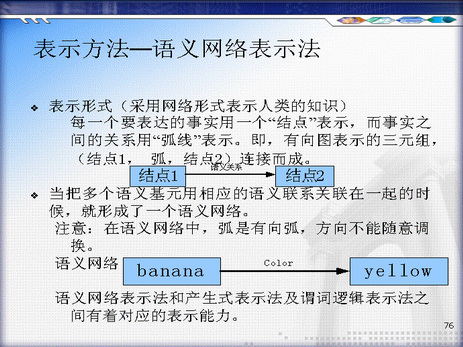 表示方法—语义网络表示法
❖ 表示形式（采用网络形式表示人类的知识）
每一个要表达的事实用一个“结点”表示，而事实之
间的关系用“弧线”表示。即，有向图表示的三元组，
（结点1， 弧，结点2）连接而成。
结点1 语义关系 结点2
❖ 当把多个语义基元用相应的语义联系关联在一起的时
候，就形成了一个语义网络。
注意：在语义网络中，弧是有向弧，方向不能随意调
换。
语义网络
banana Color yellow
语义网络表示法和产生式表示法及谓词逻辑表示法之
间有着对应的表示能力。
76